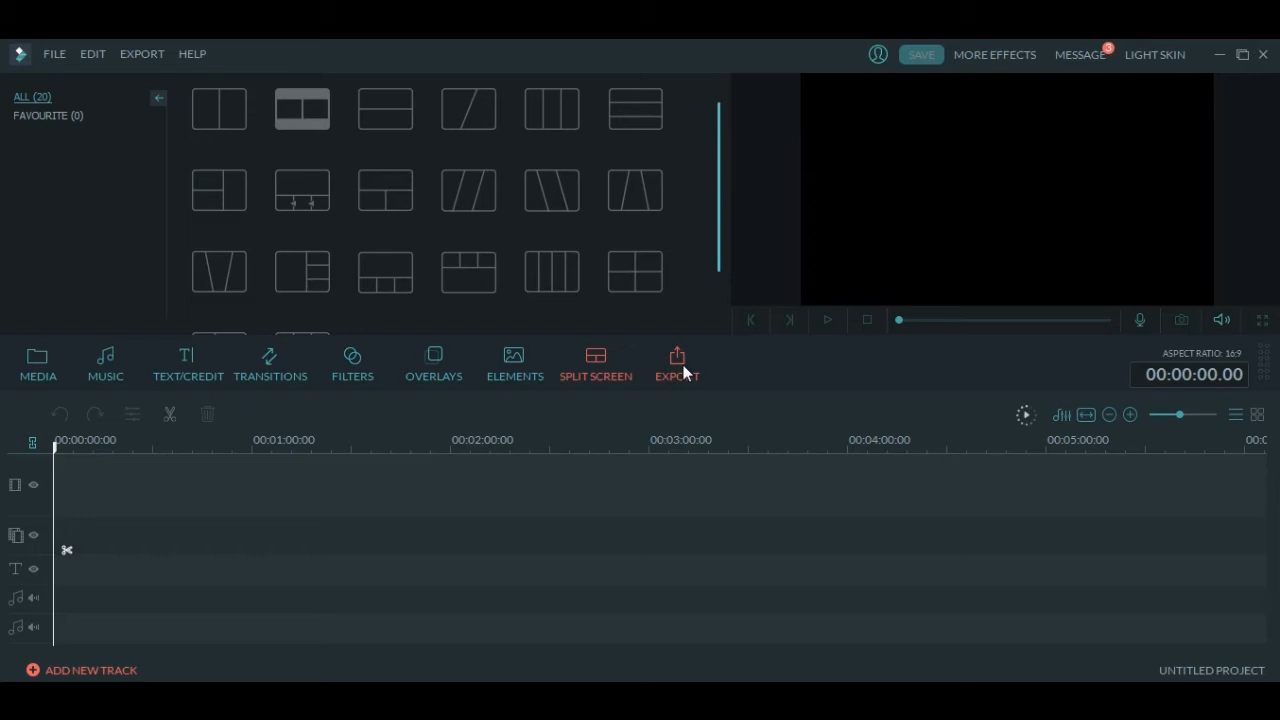 FILE EDIT EXPORT HELP
SAVE MORE EFFECTS MESSAGE 3 LIGHT SKIN
ALL (20)
FAVOURITE (0)
MEDIA MUSIC TEXT/CREDIT TRANSITIONS FILTERS OVERLAYS ELEMENTS SPLIT SCREEN EXPORT
ASPECT RATIO: 16:9
00:00:00.00
00:00:00:00 00:01:00:00 00:02:00:00 00:03:00:00 00:04:00:00 00:05:00:00 00:0
ADD NEW TRACK
UNTITLED PROJECT